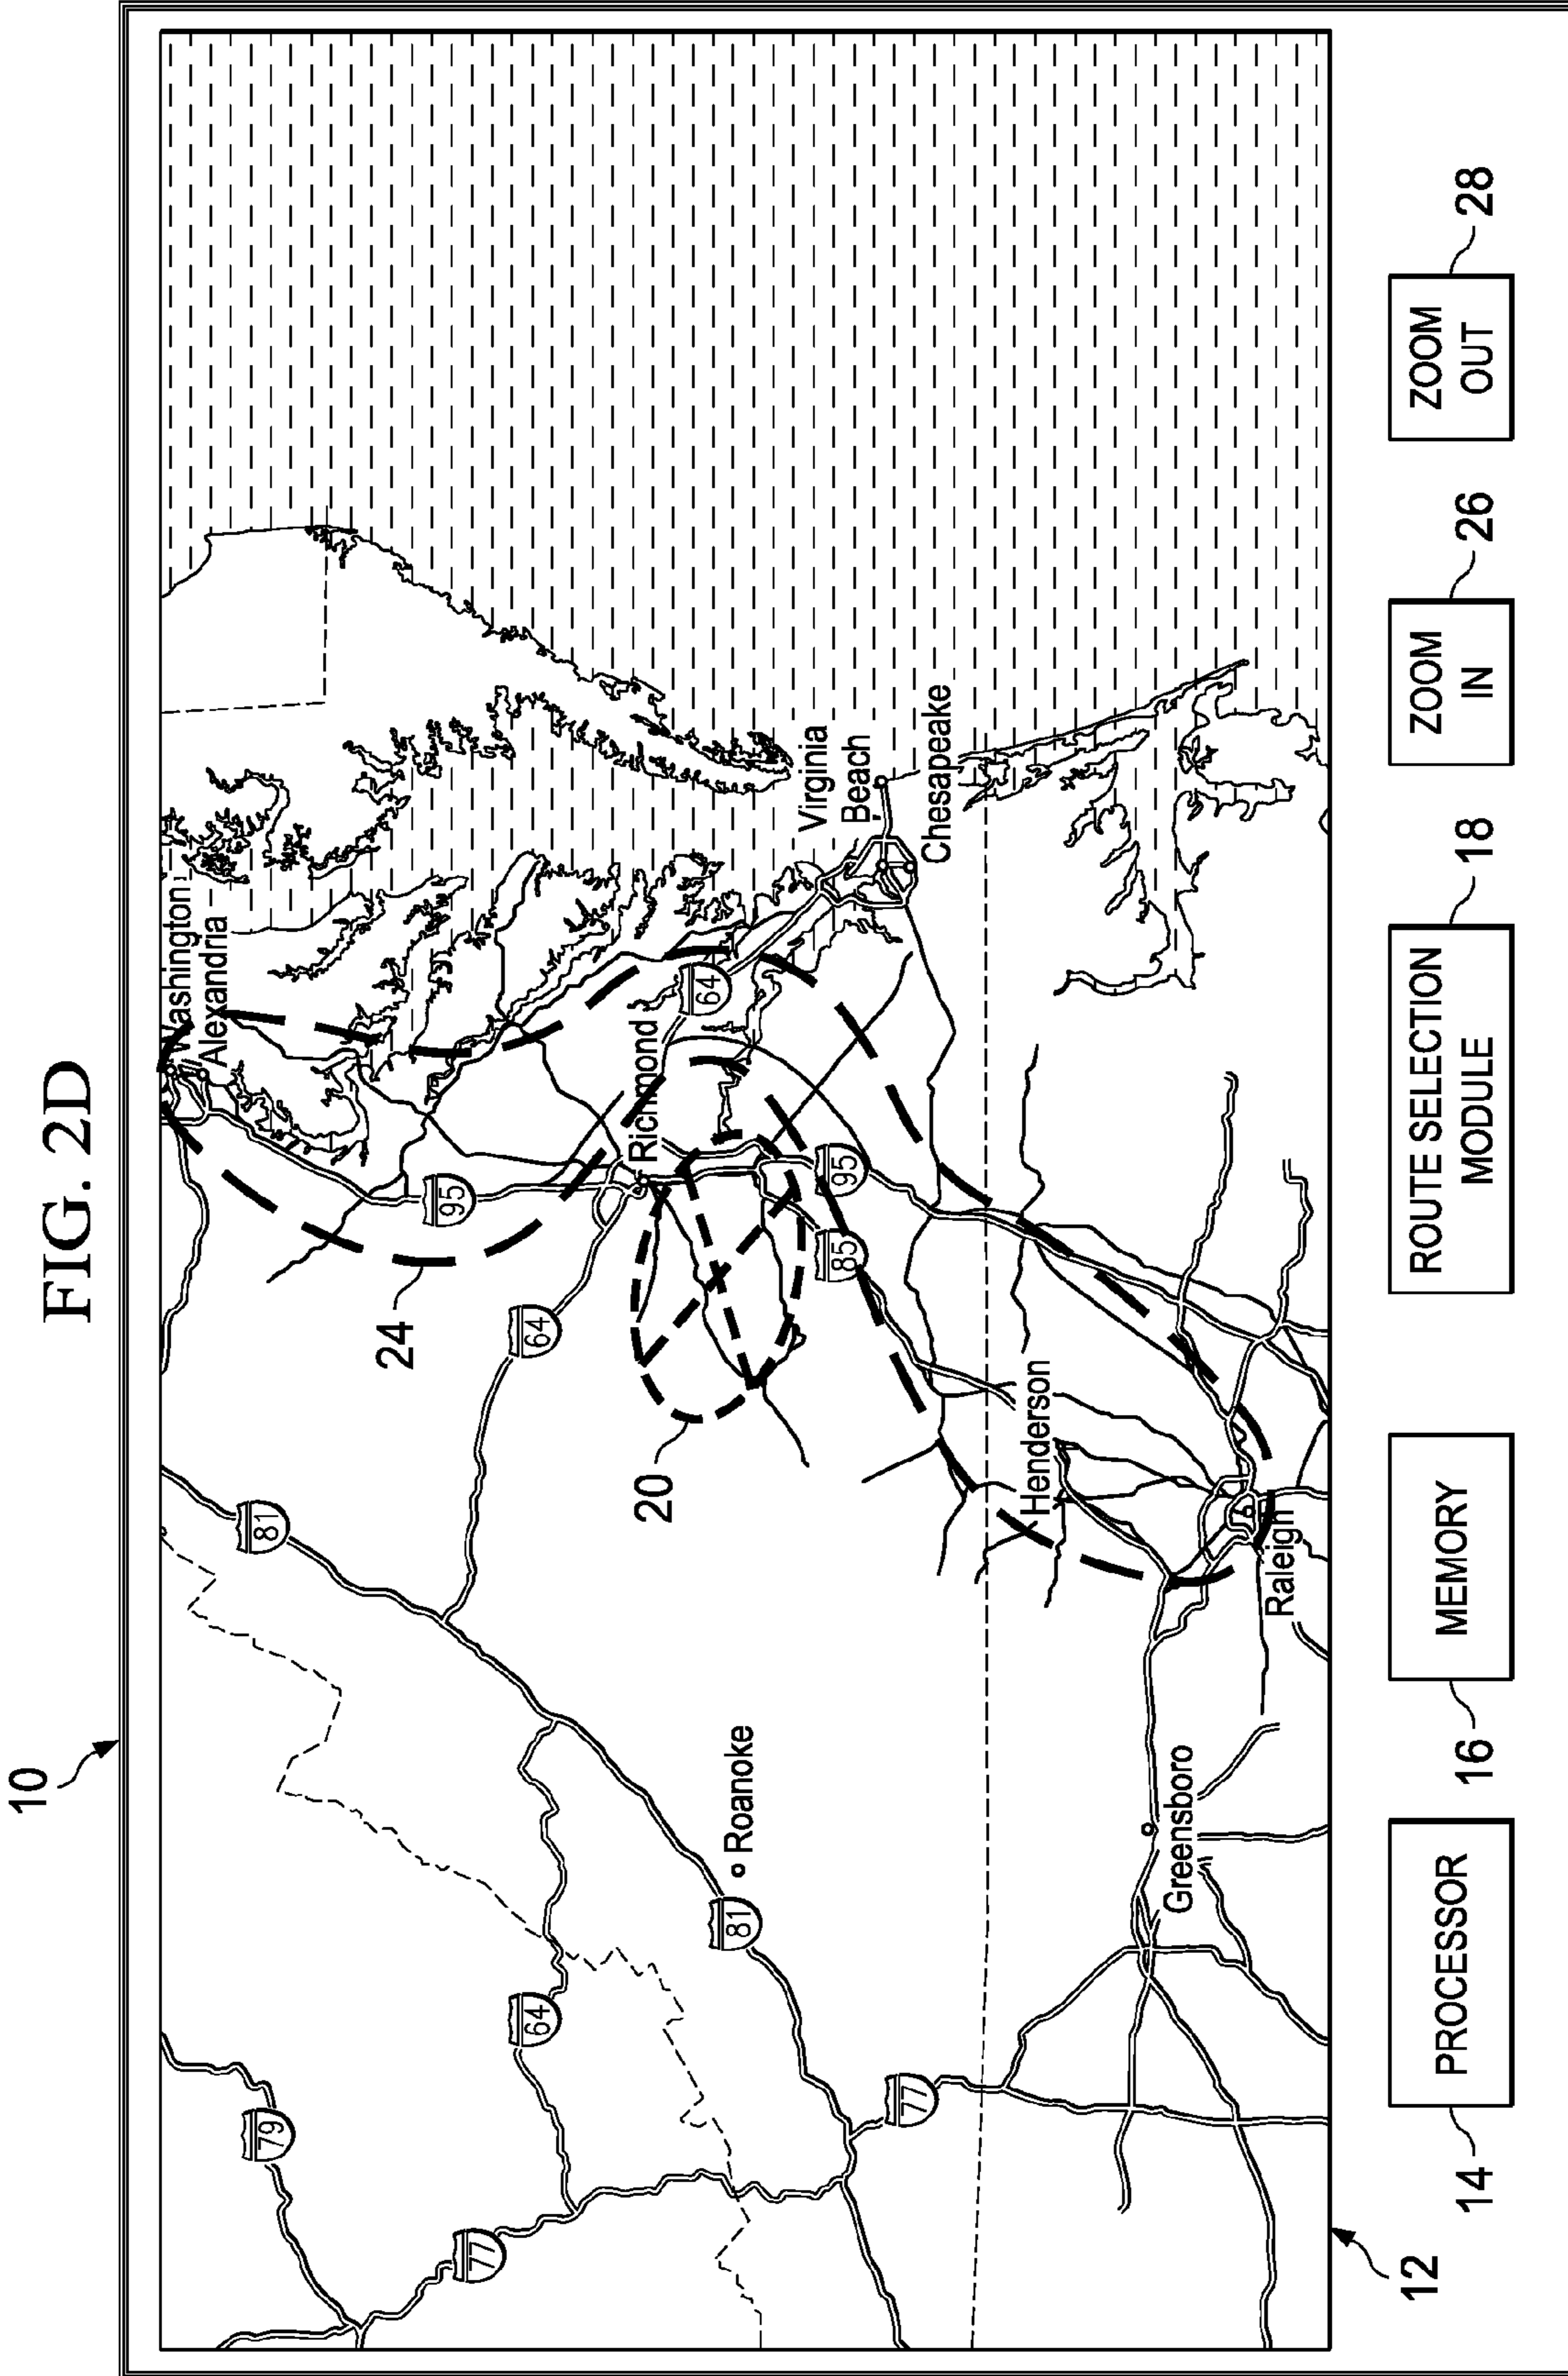 FIG. 2D
10
79
77
64
81
64
81
Roanoke
77
24
95
64
Washington
Alexandria
Richmond
64
20
85
95
Virginia
Beach
Chesapeake
Henderson
Raleigh
Greensboro
12
14
PROCESSOR
16
MEMORY
ROUTE SELECTION
MODULE
18
ZOOM
IN
26
ZOOM
OUT
28